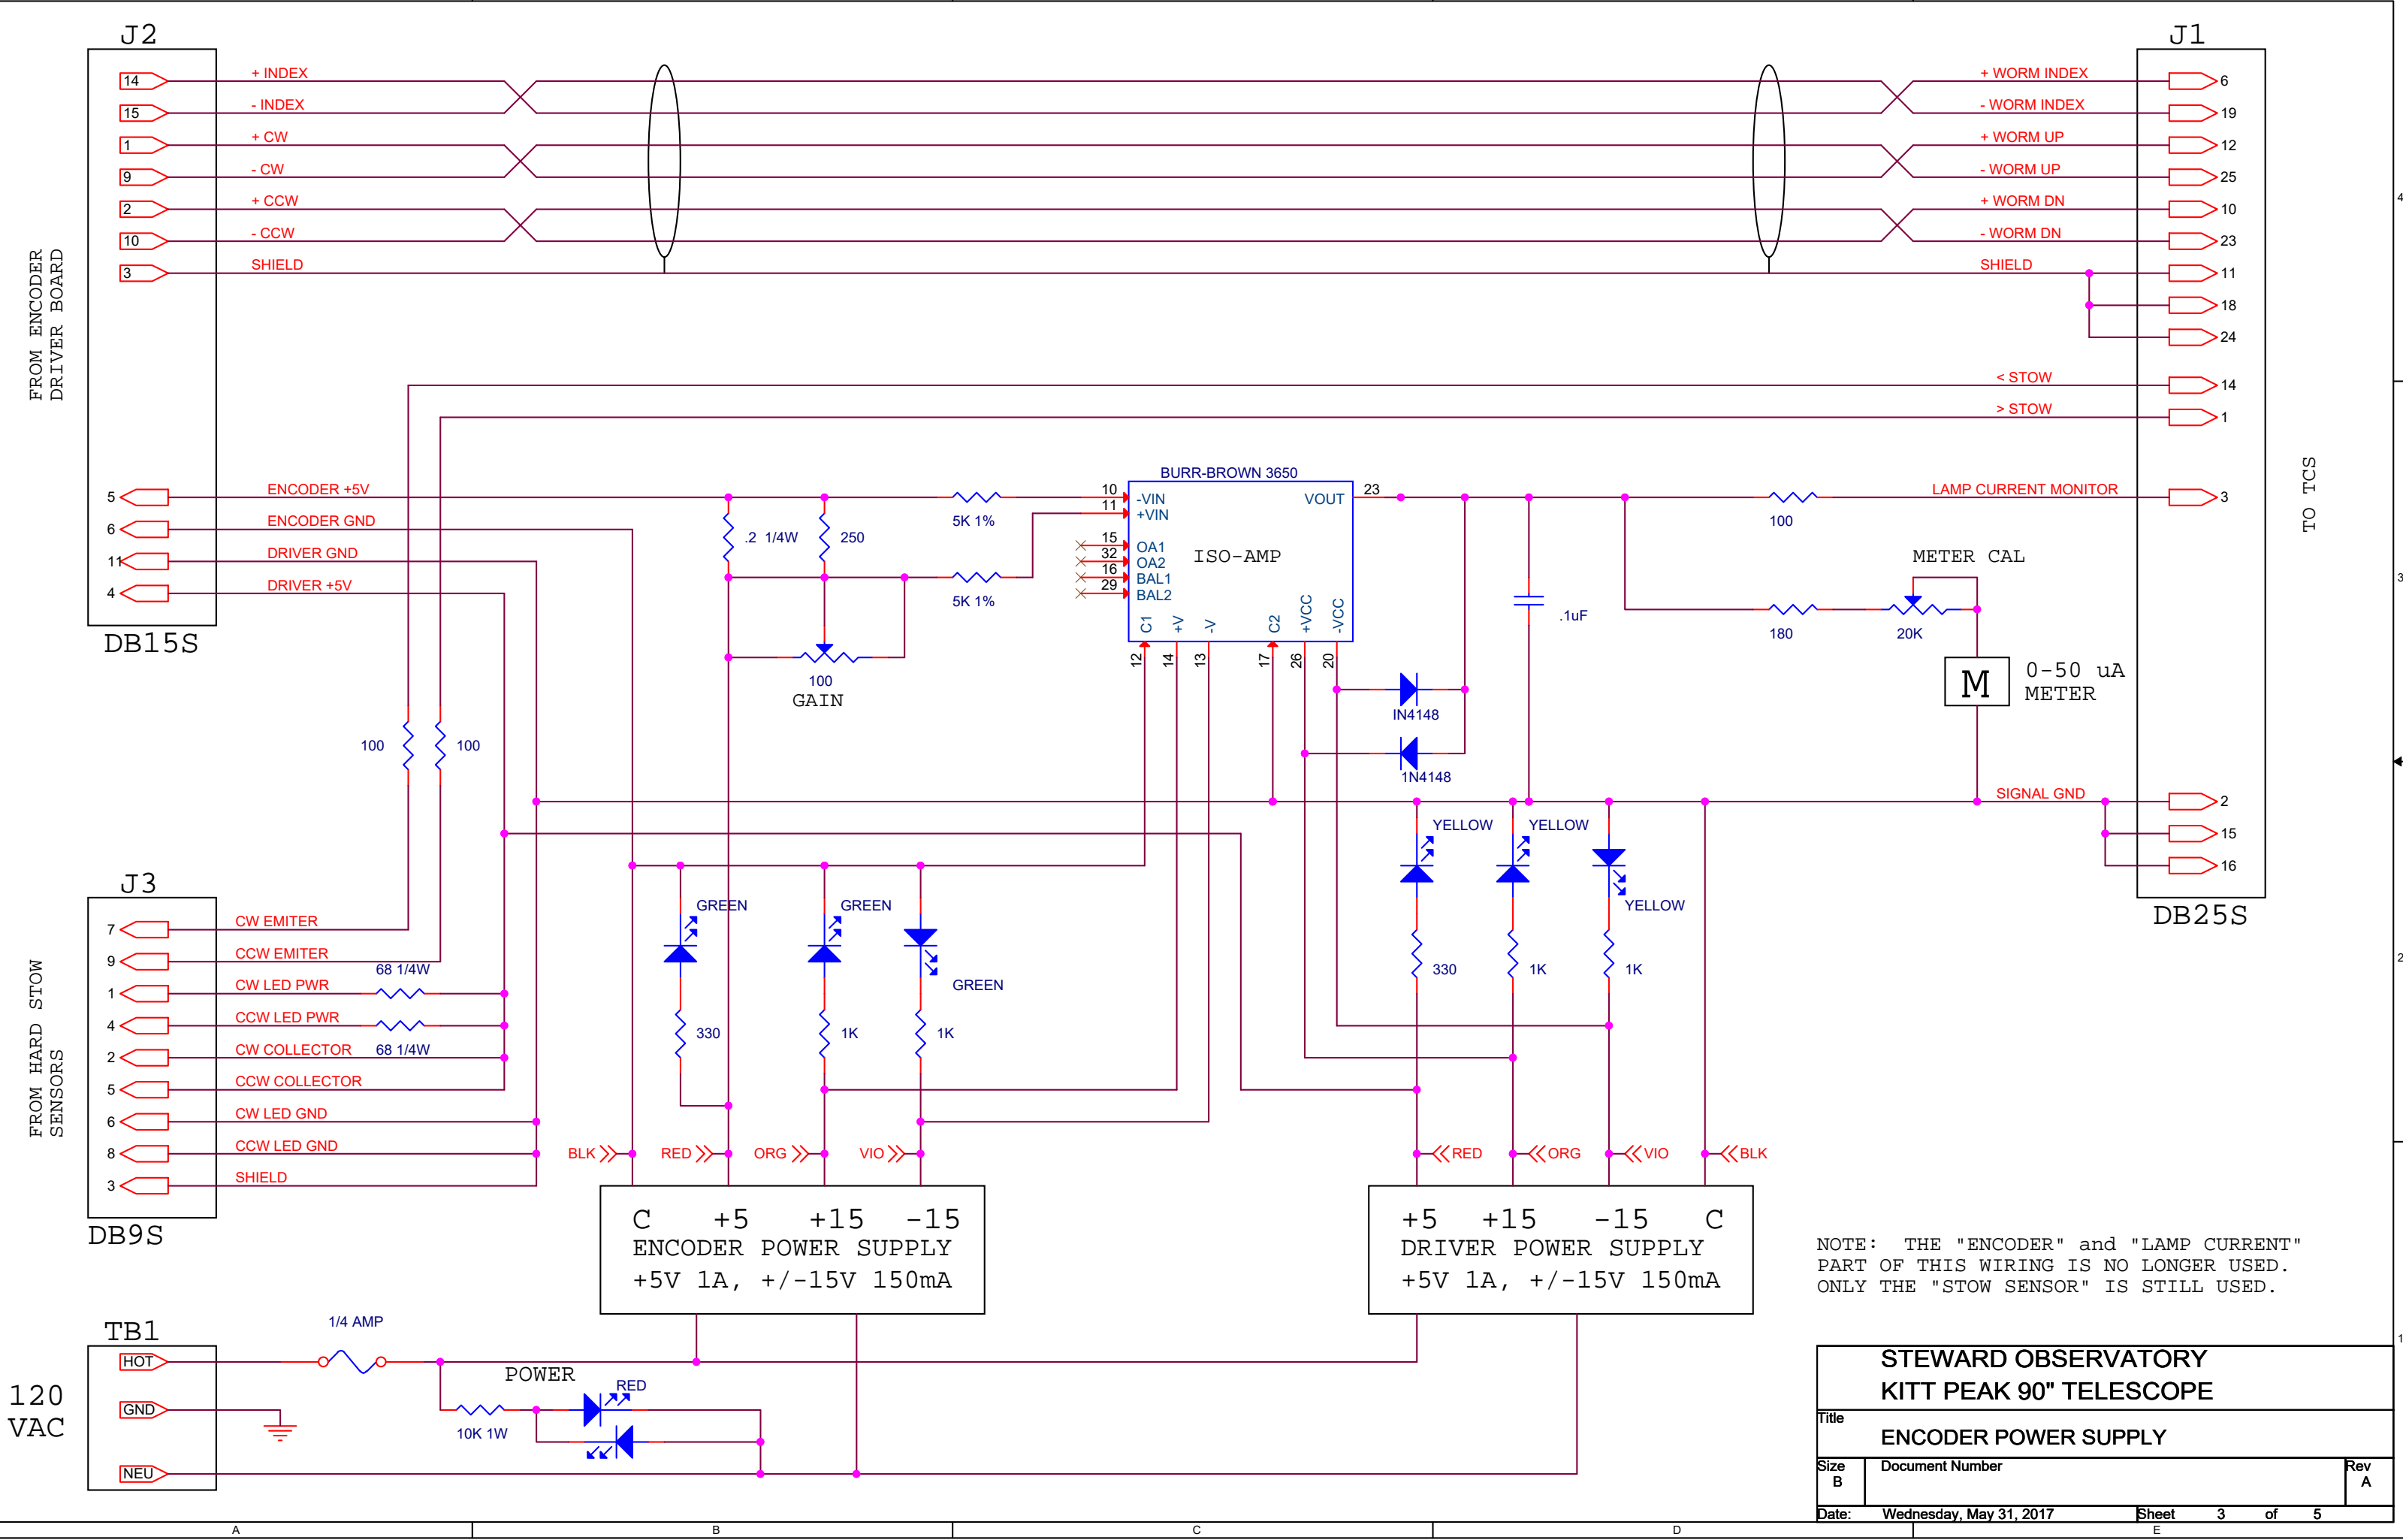 J2
14
+ INDEX
15
- INDEX
1
+ CW
9
- CW
2
+ CCW
10
- CCW
3
SHIELD
FROM ENCODER
DRIVER BOARD
5
ENCODER +5V
6
ENCODER GND
11
DRIVER GND
4
DRIVER +5V
DB15S
J1
+ WORM INDEX
6
- WORM INDEX
19
+ WORM UP
12
- WORM UP
25
+ WORM DN
10
- WORM DN
23
SHIELD
11
18
24
< STOW
14
> STOW
1
LAMP CURRENT MONITOR
3
TO TCS
SIGNAL GND
2
15
16
DB25S
.2 1/4W
250
5K 1%
5K 1%
100
GAIN
BURR-BROWN 3650
10
-VIN
11
+VIN
15
OA1
32
OA2
16
BAL1
29
BAL2
ISO-AMP
VOUT
23
C1
+V
-V
C2
+VCC
-VCC
12
14
13
17
26
20
IN4148
1N4148
.1uF
100
METER CAL
180
20K
M
0-50 uA
METER
100
100
YELLOW
YELLOW
YELLOW
330
1K
1K
GREEN
GREEN
GREEN
330
1K
1K
J3
7
CW EMITER
9
CCW EMITER
68 1/4W
1
CW LED PWR
4
CCW LED PWR
2
CW COLLECTOR
68 1/4W
5
CCW COLLECTOR
6
CW LED GND
8
CCW LED GND
3
SHIELD
FROM HARD STOW
SENSORS
DB9S
BLK
RED
ORG
VIO
RED
ORG
VIO
BLK
C +5 +15 -15
ENCODER POWER SUPPLY
+5V 1A, +/-15V 150mA
+5 +15 -15 C
DRIVER POWER SUPPLY
+5V 1A, +/-15V 150mA
NOTE: THE "ENCODER" and "LAMP CURRENT"
PART OF THIS WIRING IS NO LONGER USED.
ONLY THE "STOW SENSOR" IS STILL USED.
TB1
HOT
GND
NEU
120
VAC
1/4 AMP
POWER
RED
10K 1W
STEWARD OBSERVATORY
KITT PEAK 90" TELESCOPE
Title
ENCODER POWER SUPPLY
Size
B
Document Number
Rev
A
Date: Wednesday, May 31, 2017 Sheet 3 of 5
4
3
2
1
A
B
C
D
E